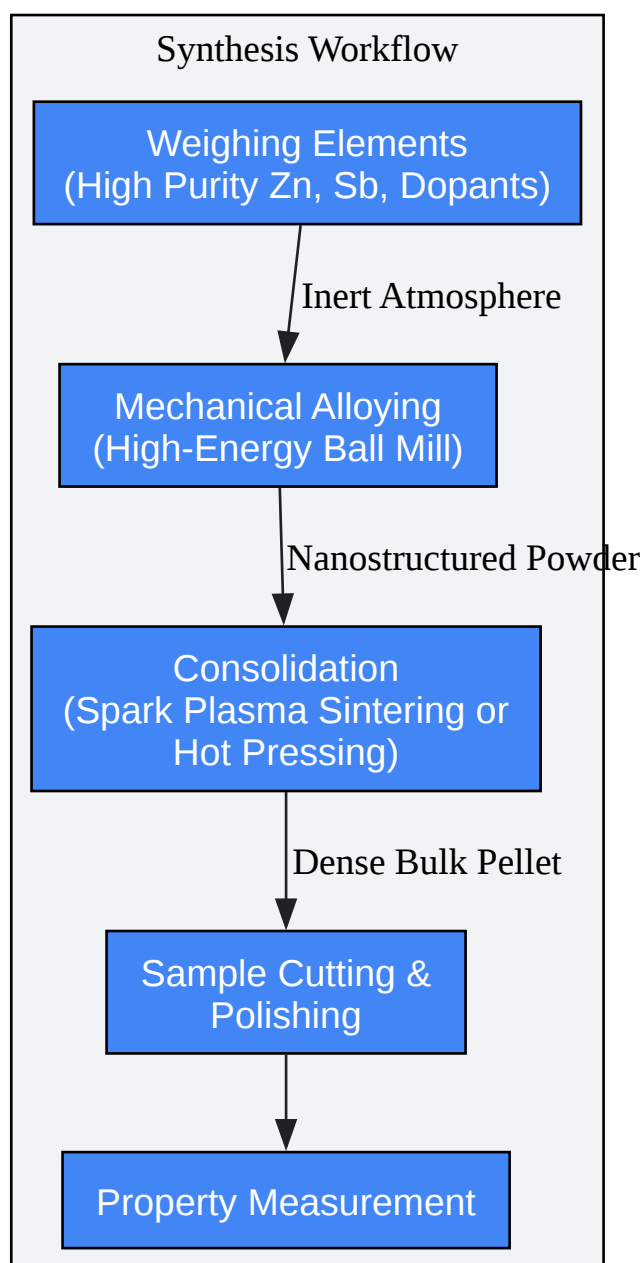 Synthesis Workflow
Weighing Elements
(High Purity Zn, Sb, Dopants)
Inert Atmosphere
Mechanical Alloying
(High-Energy Ball Mill)
Nanostructured Powder
Consolidation
(Spark Plasma Sintering or
Hot Pressing)
Dense Bulk Pellet
Sample Cutting &
Polishing
Property Measurement